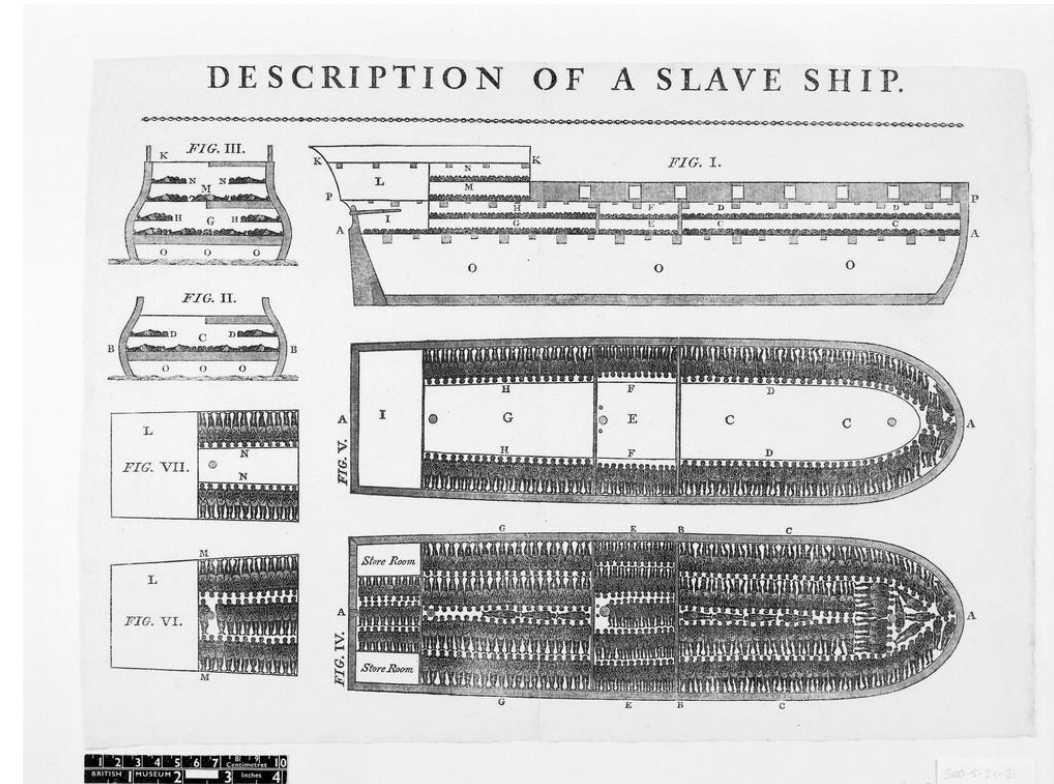 DESCRIPTION OF A SLAVE SHIP.
FIG. III.
K
N N
M
H G H
O O O
FIG. I.
K K
N
L M
P P
H F D D
I G E C C
A A
O O O
FIG. II.
D D
C
B B
O O O
FIG. V.
A I H G F E D C C A
H F D
FIG. VII.
L
N
N
FIG. VI.
M
L
M
FIG. IV.
G E B C
Store Room
A A
Store Room
G E B C
1 2 3 4 5 6 7 8 9 10
Centimetres
BRITISH 1 MUSEUM 2 3 Inches 4